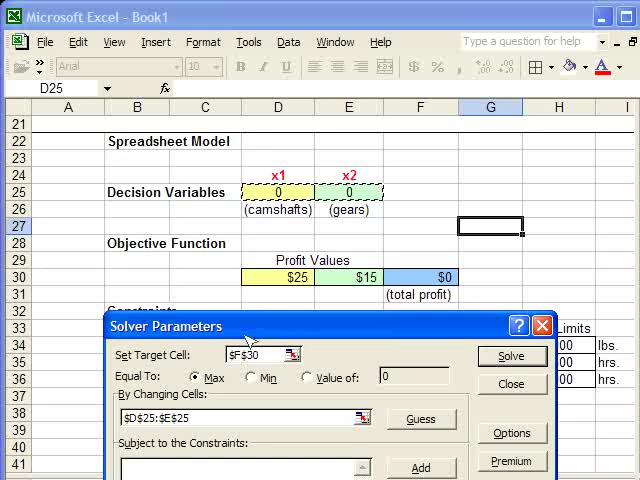 Microsoft Excel - Book1
File Edit View Insert Format Tools Data Window Help Type a question for help
Arial 10 B I U $ % , A
D25 fx
A B C D E F G H I
21
22 Spreadsheet Model
23
24 x1 x2
25 Decision Variables 0 0
26 (camshafts) (gears)
27
28 Objective Function
29 Profit Values
30 $25 $15 $0
31 (total profit)
32
33 Limits
34 00 lbs.
35 00 hrs.
36 00 hrs.
37
38
39
40
41
Solver Parameters
Set Target Cell: $F$30 Solve
Equal To: Max Min Value of: 0 Close
By Changing Cells:
$D$25:$E$25 Guess
Subject to the Constraints: Options
Add Premium